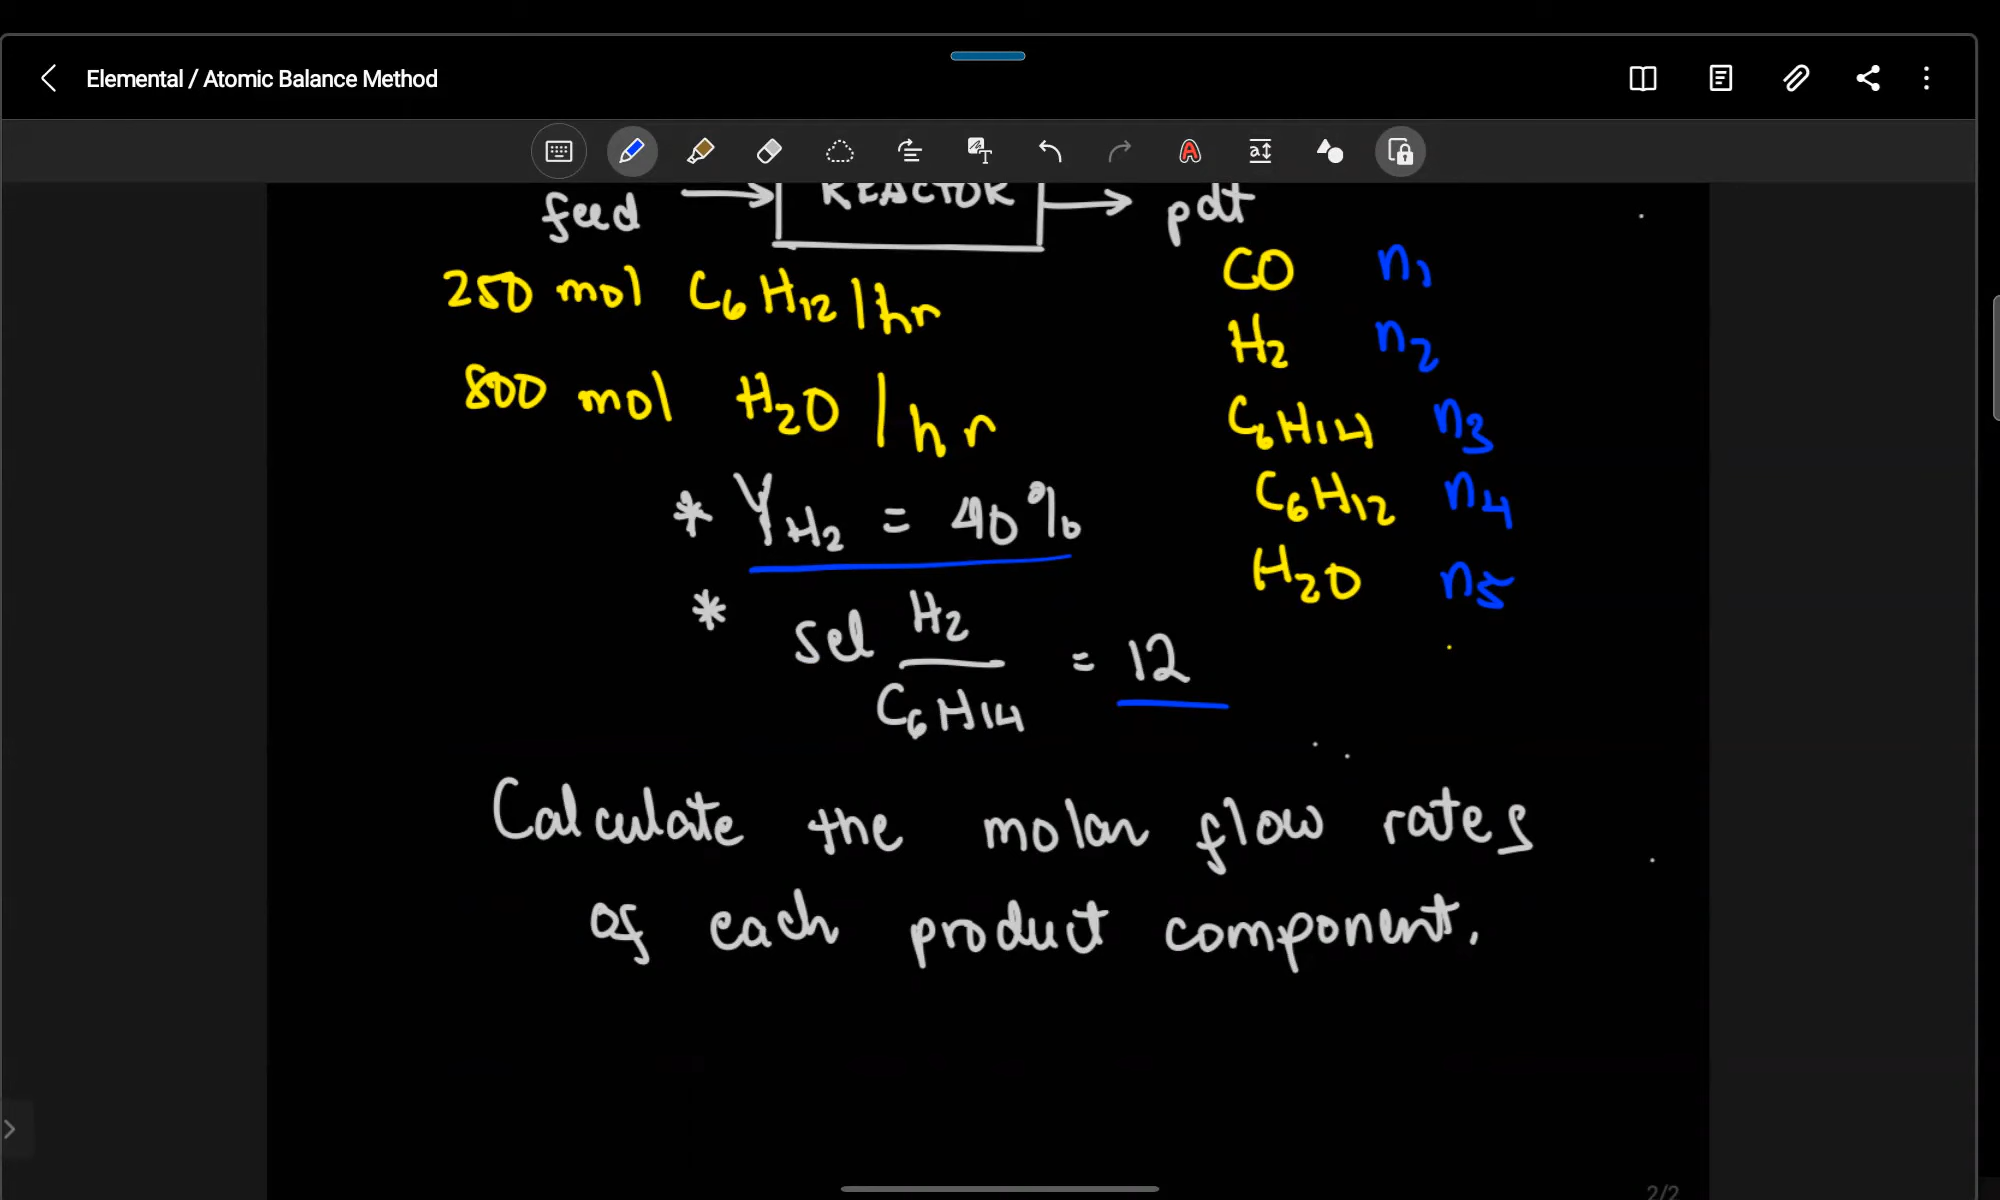 Elemental / Atomic Balance Method
feed → REACTOR → pdt
250 mol C6H12/hr
800 mol H2O/hr
CO n1
H2 n2
C6H14 n3
C6H12 n4
H2O n5
* YH2 = 40%
* sel H2/C6H14 = 12
Calculate the molar flow rates
of each product component.
2/2